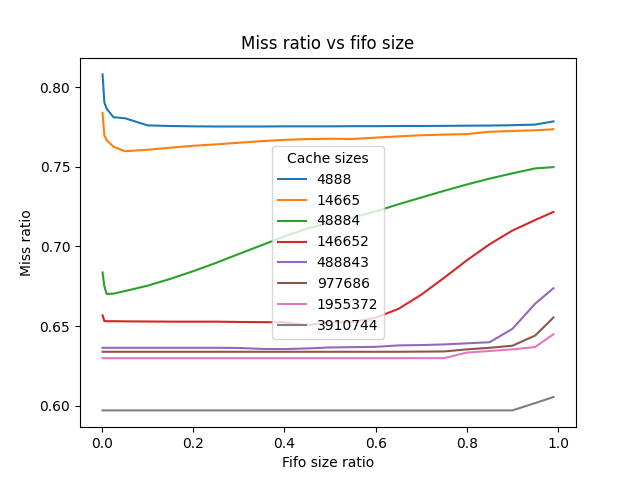 Miss ratio vs fifo size
Miss ratio
0.80
0.75
0.70
0.65
0.60
Cache sizes
4888
14665
48884
146652
488843
977686
1955372
3910744
0.0 0.2 0.4 0.6 0.8 1.0
Fifo size ratio